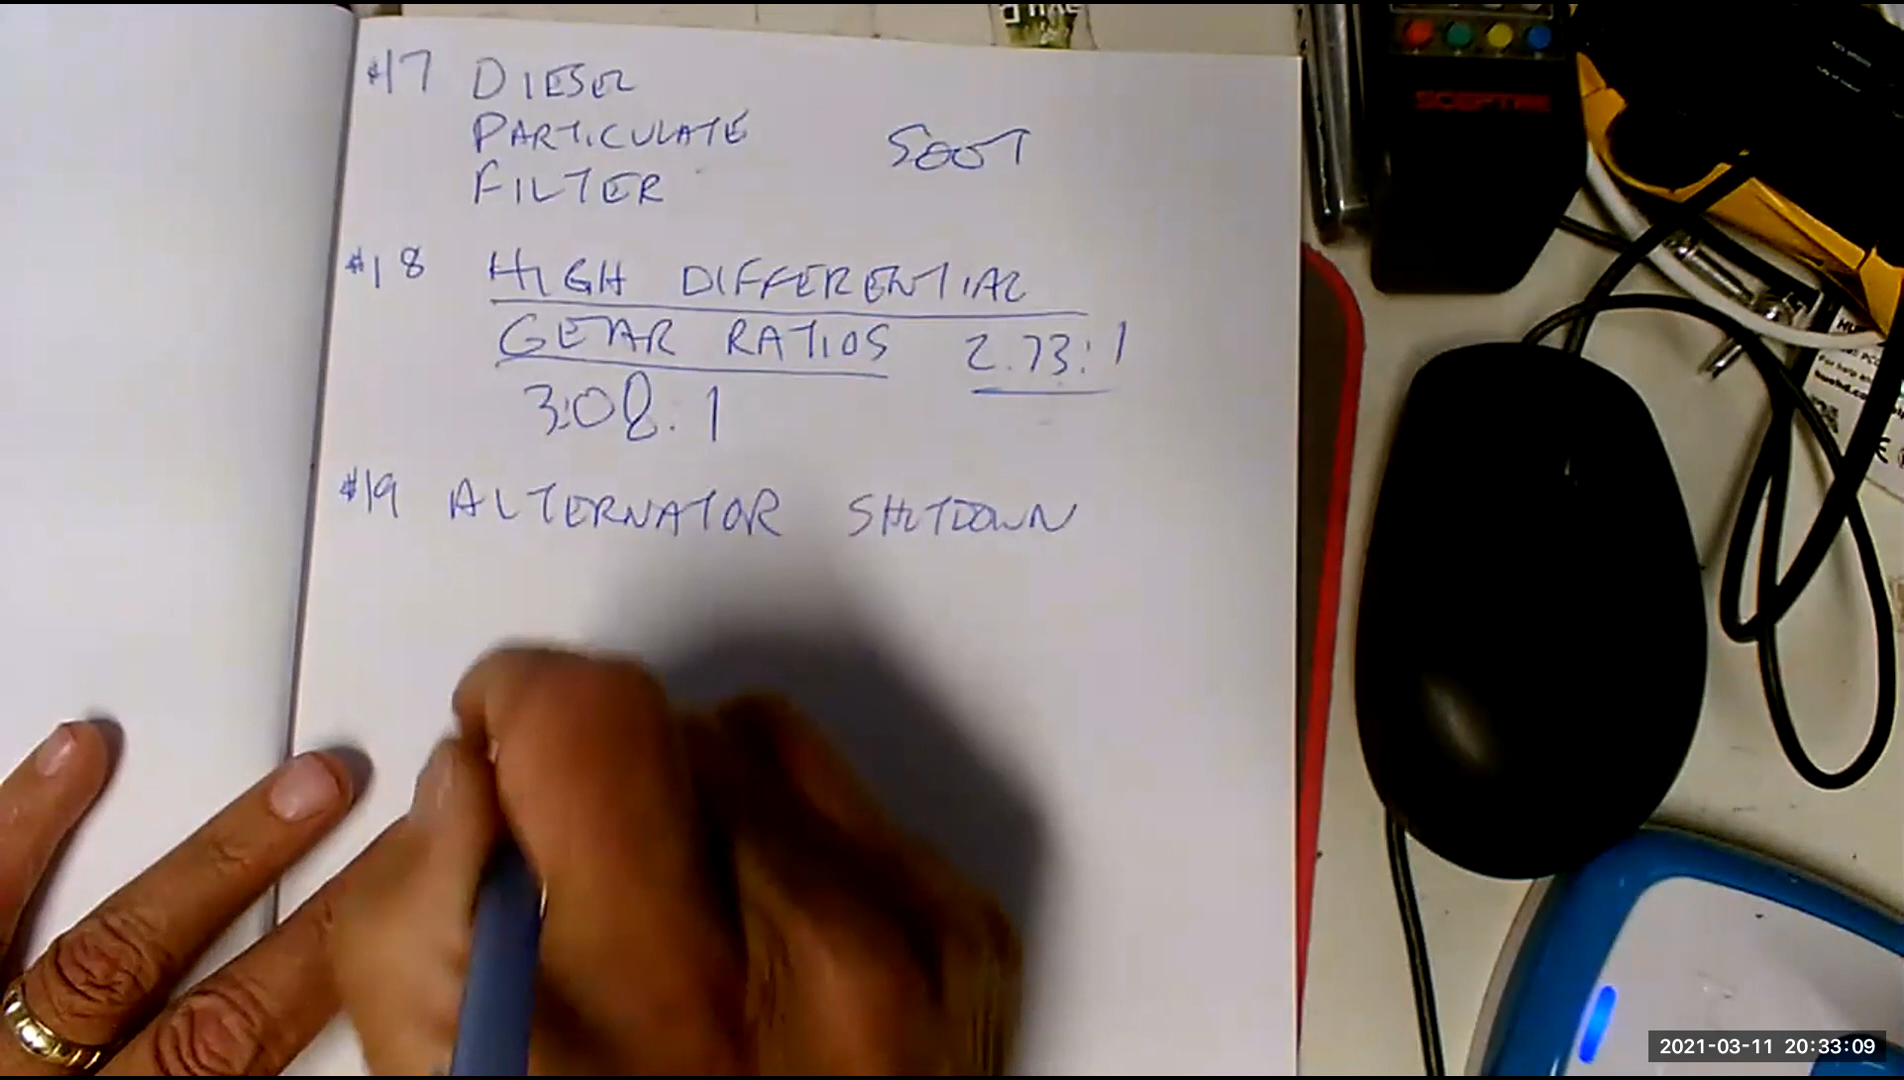 #17 DIESEL
PARTICULATE
FILTER
SOOT
#18 HIGH DIFFERENTIAL
GEAR RATIOS 2.73:1
3:08:1
#19 ALTERNATOR SHUTDOWN
SCEPTRE
2021-03-11 20:33:09